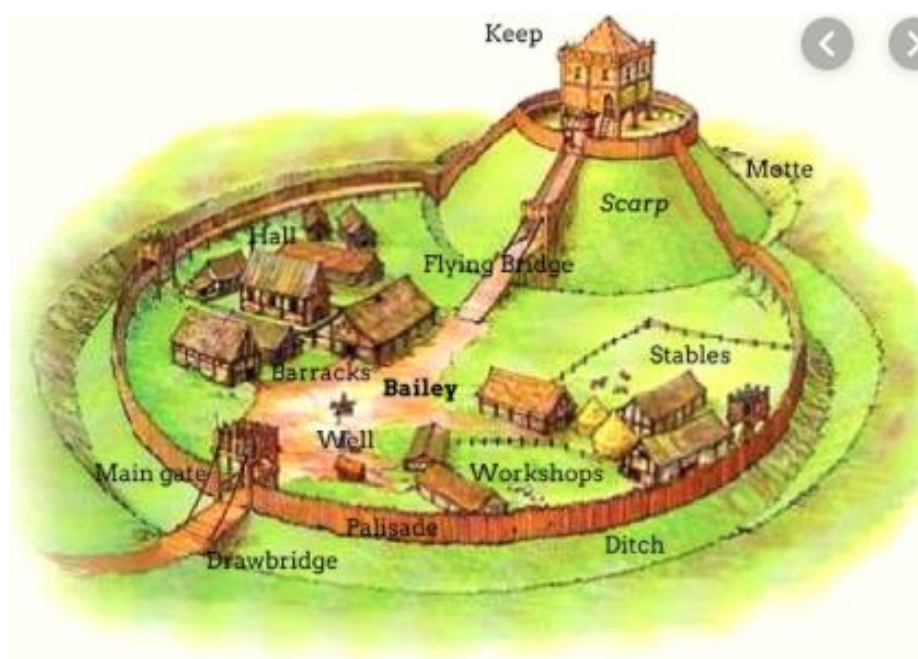 Keep
Motte
Scarp
Hall
Flying Bridge
Stables
Barracks
Bailey
Well
Main gate
Workshops
Palisade
Ditch
Drawbridge